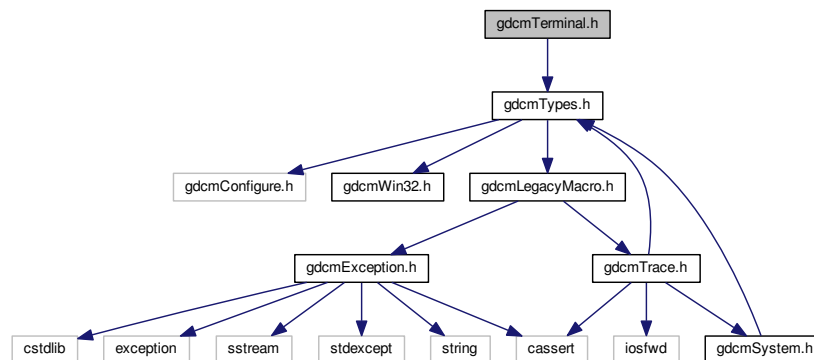 gdcmTerminal.h
gdcmTypes.h
gdcmConfigure.h
gdcmWin32.h
gdcmLegacyMacro.h
gdcmException.h
gdcmTrace.h
cstdlib
exception
sstream
stdexcept
string
cassert
iosfwd
gdcmSystem.h